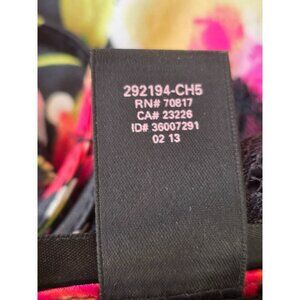 292194-CH5
RN# 70817
CA# 23226
ID# 36007291
02 13